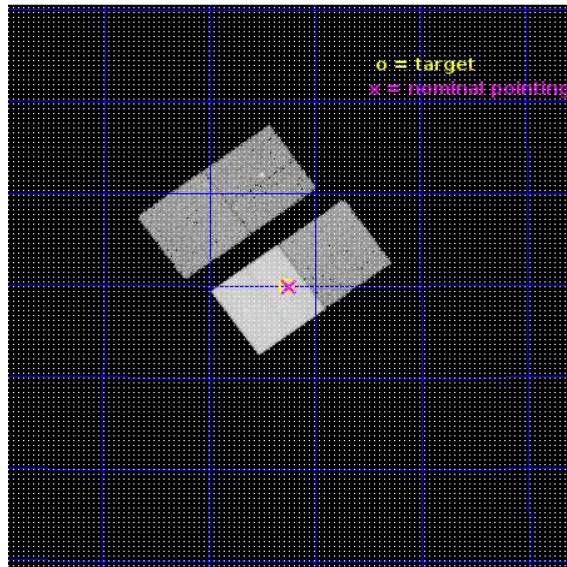 o = target
x = nominal pointing